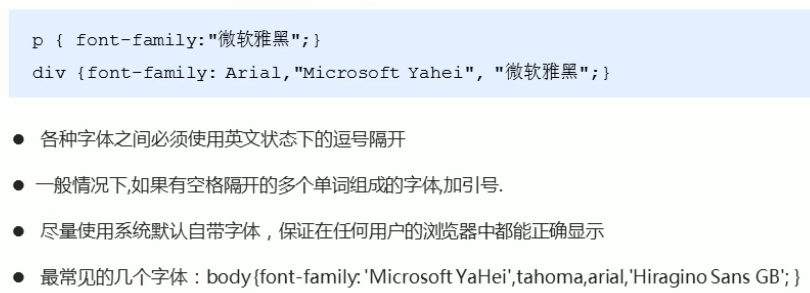 p { font-family:"微软雅黑";}
div {font-family: Arial,"Microsoft Yahei", "微软雅黑";}
● 各种字体之间必须使用英文状态下的逗号隔开
● 一般情况下,如果有空格隔开的多个单词组成的字体,加引号.
● 尽量使用系统默认自带字体，保证在任何用户的浏览器中都能正确显示
● 最常见的几个字体：body{font-family: 'Microsoft YaHei',tahoma,arial,'Hiragino Sans GB'; }